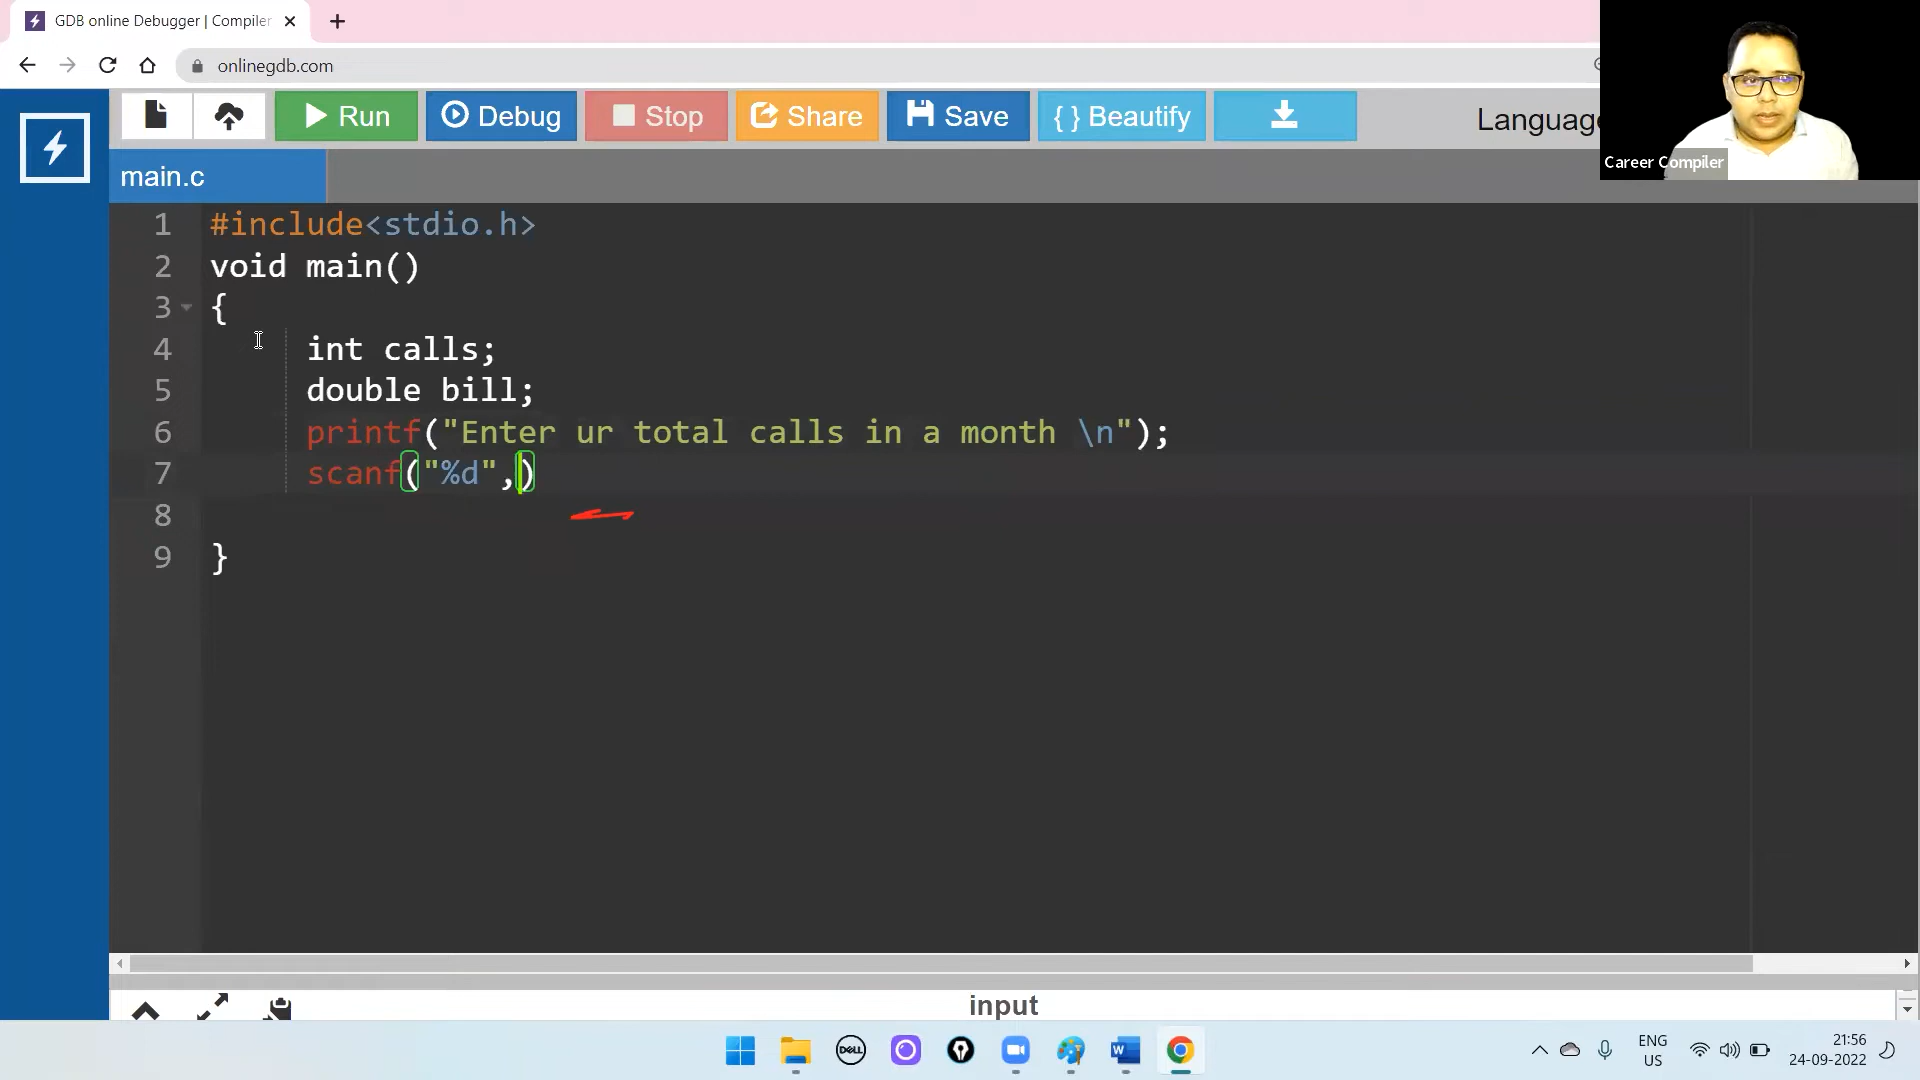 GDB online Debugger | Compiler
onlinegdb.com
Run Debug Stop Share Save { } Beautify Language
Career Compiler
main.c
1 #include<stdio.h>
2 void main()
3 {
4 int calls;
5 double bill;
6 printf("Enter ur total calls in a month \n");
7 scanf("%d",)
8
9 }
input
DELL
ENG
US
21:56
24-09-2022